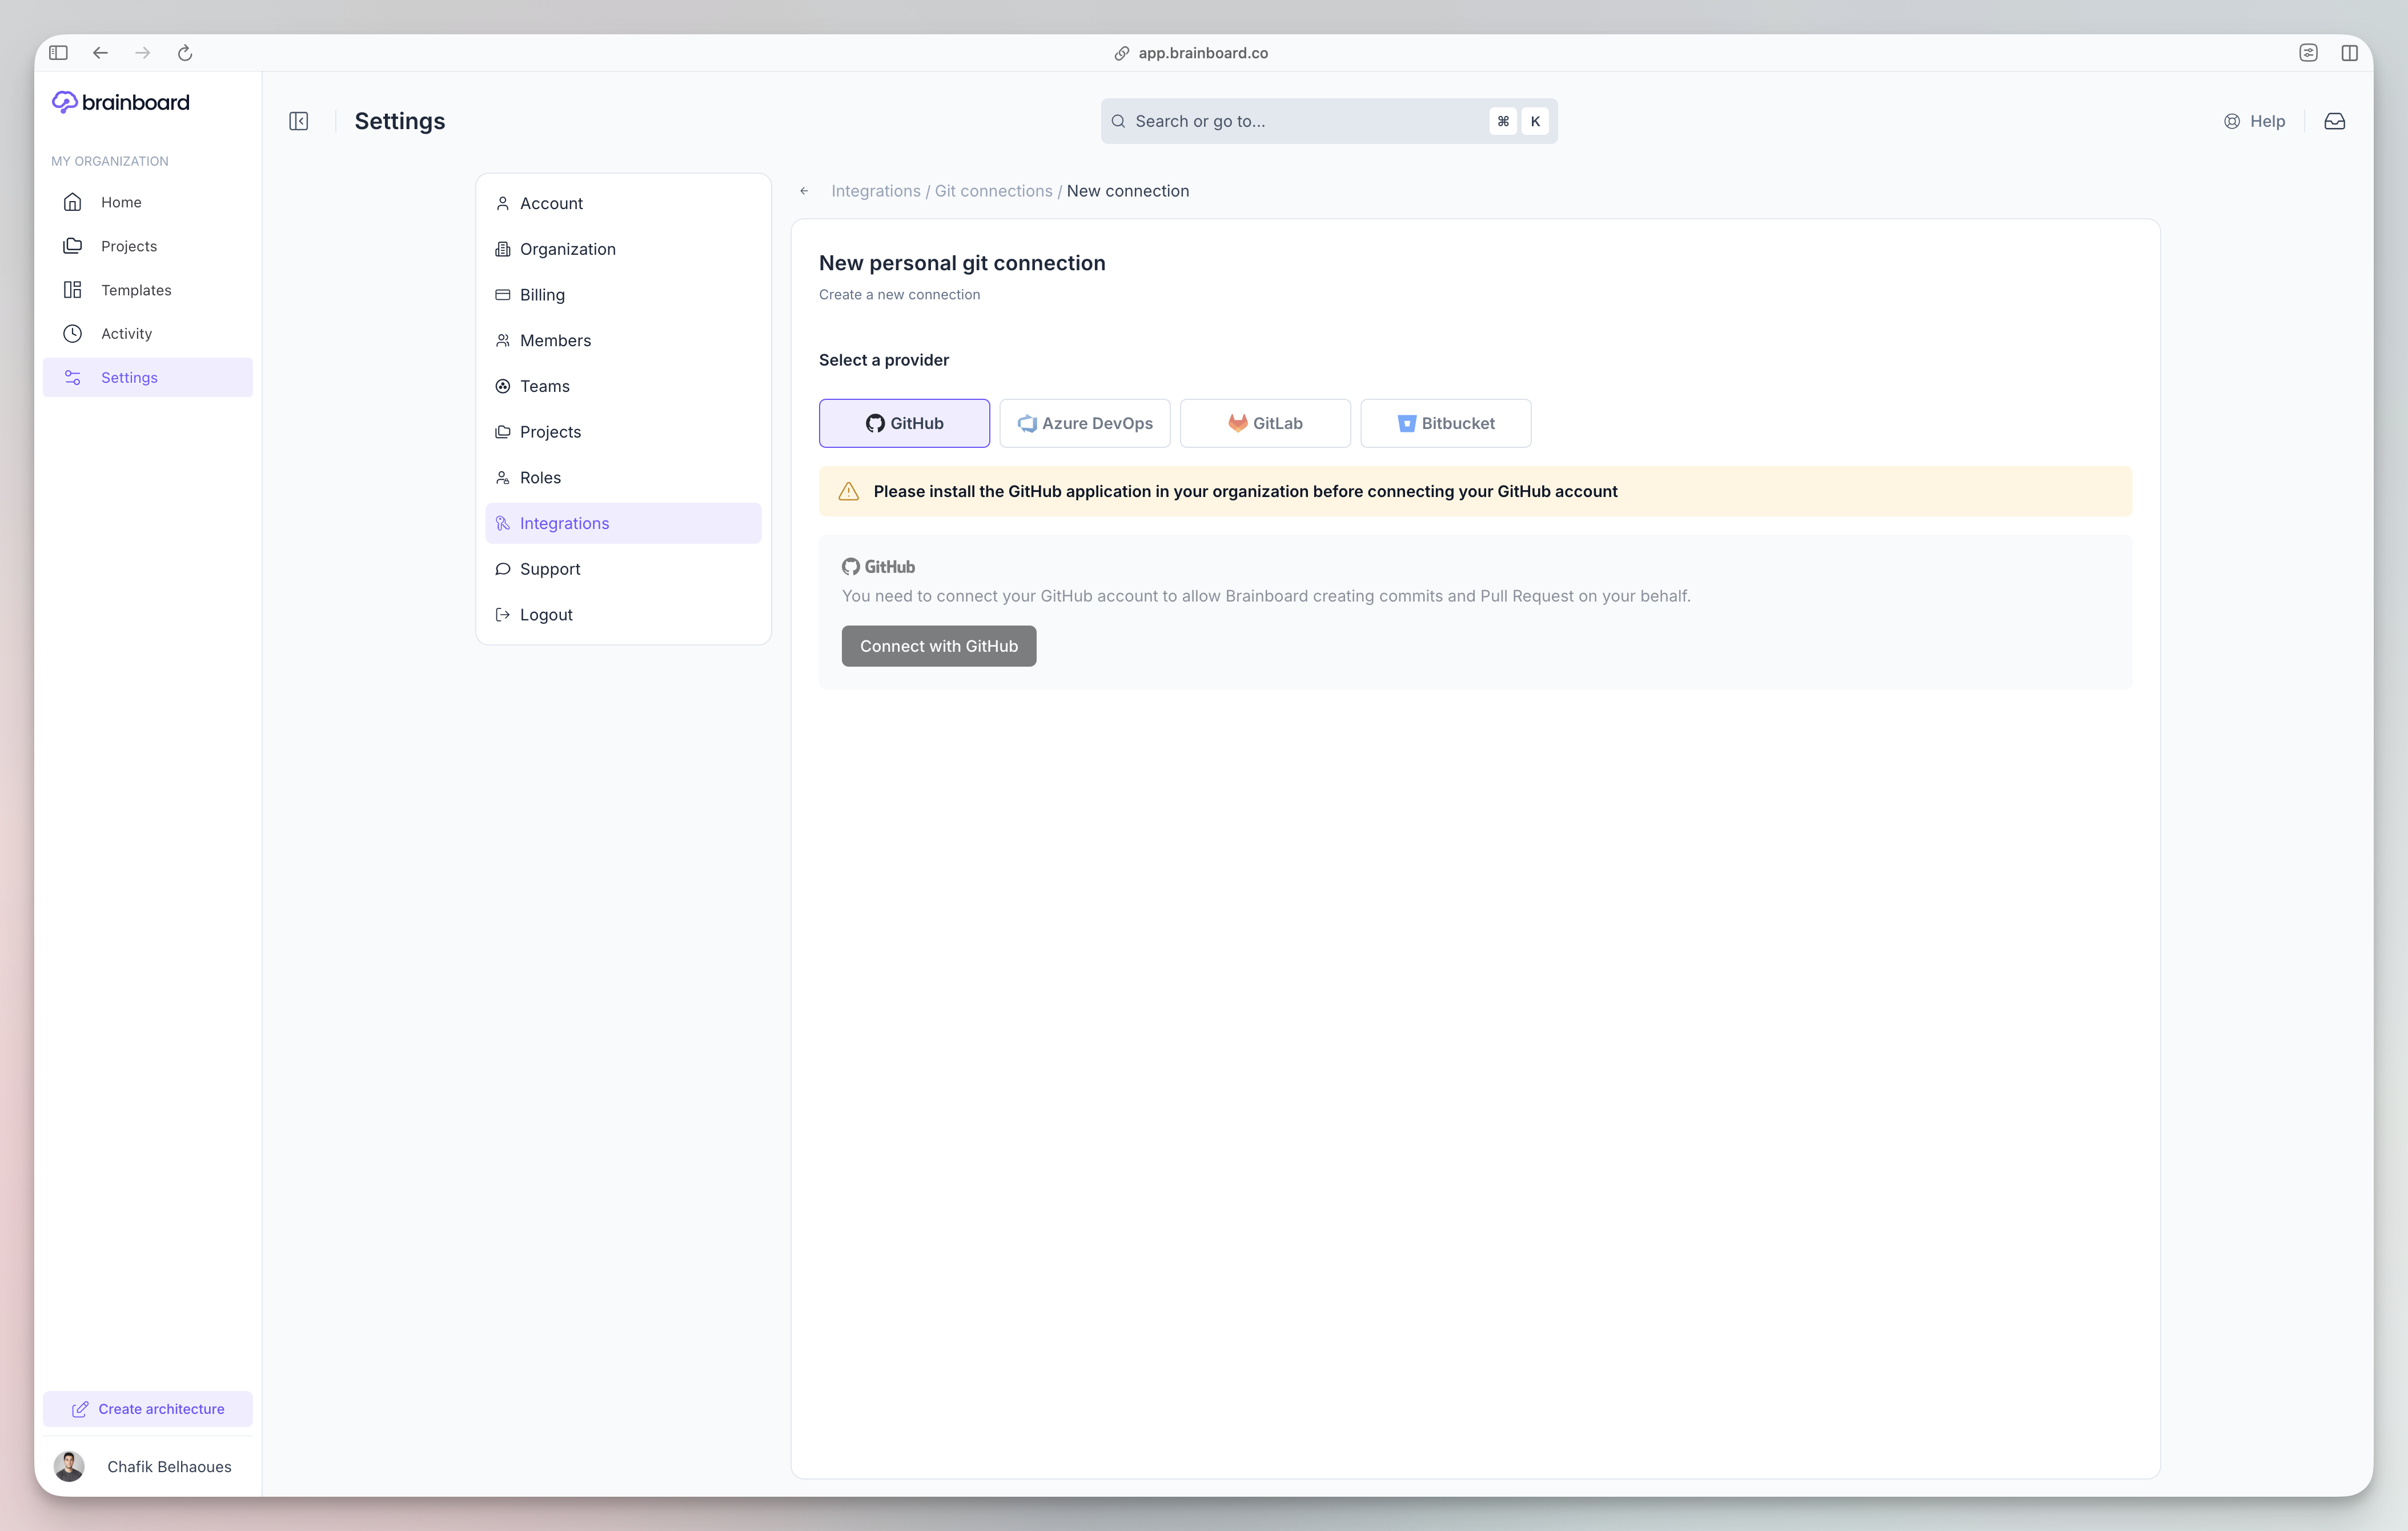 app.brainboard.co
brainboard
Settings
Search or go to...
⌘ K
Help
MY ORGANIZATION
Home
Projects
Templates
Activity
Settings
Account
Organization
Billing
Members
Teams
Projects
Roles
Integrations
Support
Logout
Integrations / Git connections / New connection
New personal git connection
Create a new connection
Select a provider
GitHub
Azure DevOps
GitLab
Bitbucket
Please install the GitHub application in your organization before connecting your GitHub account
GitHub
You need to connect your GitHub account to allow Brainboard creating commits and Pull Request on your behalf.
Connect with GitHub
Create architecture
Chafik Belhaoues